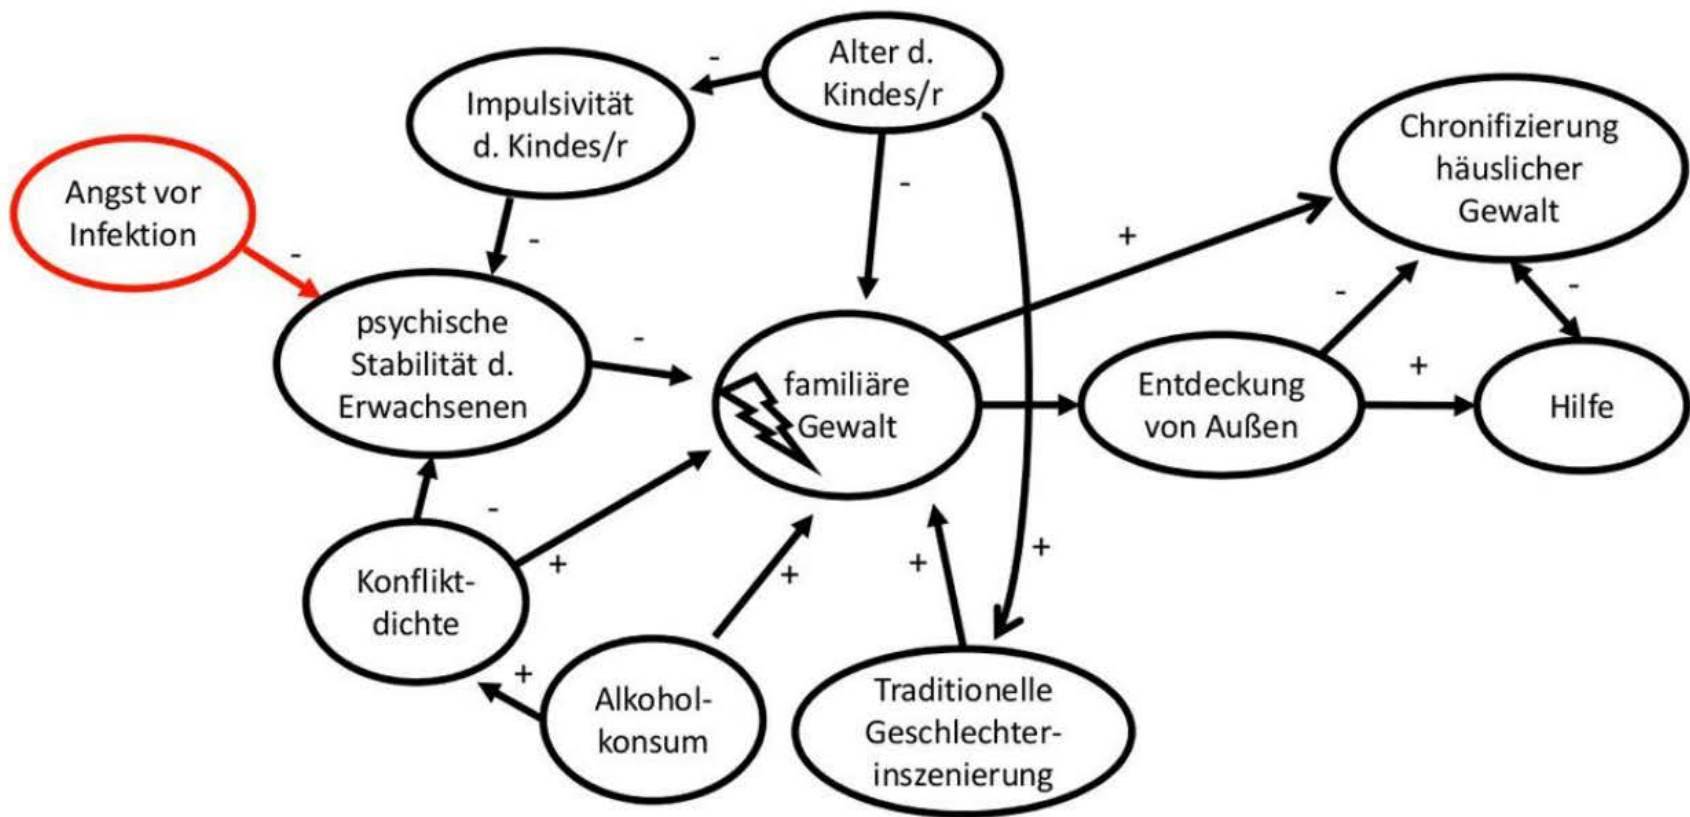 Alter d.
Kindes/r
-
Impulsivität
d. Kindes/r
Chronifizierung
häuslicher
Gewalt
Angst vor
Infektion
-
-
-
+
-
-
psychische
Stabilität d.
Erwachsenen
-
familiäre
Gewalt
Entdeckung
von Außen
+
Hilfe
-
+
+
+
+
Konflikt-
dichte
+
Alkohol-
konsum
Traditionelle
Geschlechter-
inszenierung